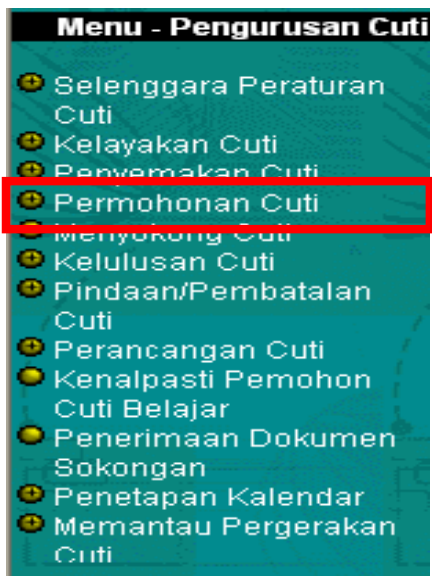 Menu - Pengurusan Cuti
Selenggara Peraturan
Cuti
Kelayakan Cuti
Penyemakan Cuti
Permohonan Cuti
Menyokong Cuti
Kelulusan Cuti
Pindaan/Pembatalan
Cuti
Perancangan Cuti
Kenalpasti Pemohon
Cuti Belajar
Penerimaan Dokumen
Sokongan
Penetapan Kalendar
Memantau Pergerakan
Cuti